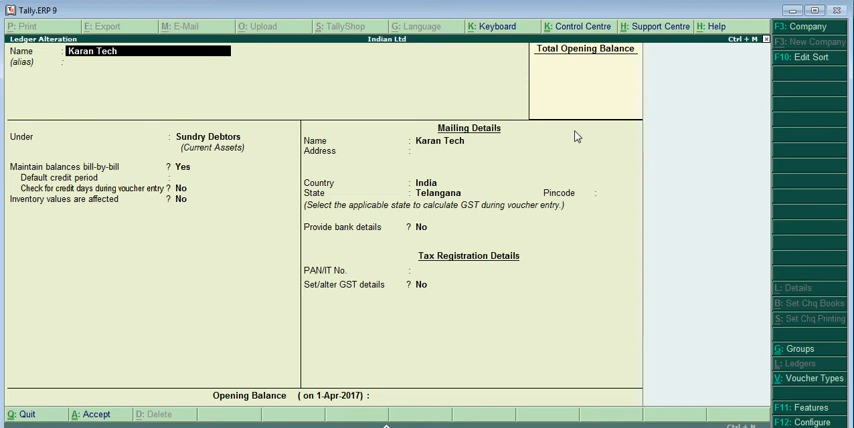 Tally.ERP 9
P: Print E: Export M: E-Mail O: Upload S: TallyShop G: Language K: Keyboard K: Control Centre H: Support Centre H: Help
Ledger Alteration Indian Ltd Ctrl + M
Name : Karan Tech
(alias) :
Total Opening Balance
Under : Sundry Debtors
(Current Assets)
Maintain balances bill-by-bill ? Yes
Default credit period :
Check for credit days during voucher entry ? No
Inventory values are affected ? No
Mailing Details
Name : Karan Tech
Address :
Country : India
State : Telangana Pincode :
(Select the applicable state to calculate GST during voucher entry.)
Provide bank details ? No
Tax Registration Details
PAN/IT No. :
Set/alter GST details ? No
Opening Balance ( on 1-Apr-2017) :
Q: Quit A: Accept D: Delete
Ctrl + N
F3: Company
F3: New Company
F10: Edit Sort
L: Details
B: Set Chq Books
S: Set Chq Printing
G: Groups
L: Ledgers
V: Voucher Types
F11: Features
F12: Configure